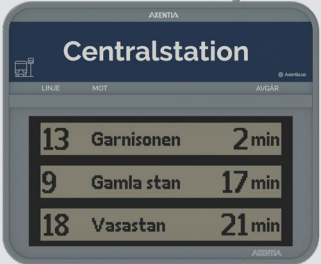 AXENTIA
Centralstation
Axentia.se
LINJE MOT AVGÅR
13 Garnisonen 2 min
9 Gamla stan 17 min
18 Vasastan 21 min
AXENTIA